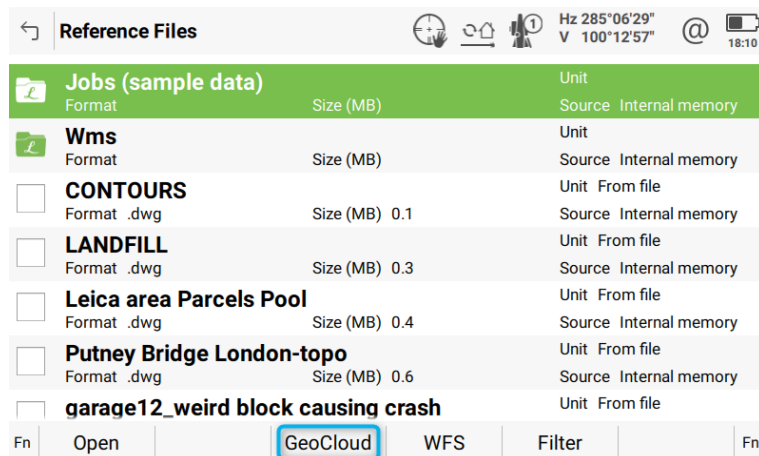 Reference Files
1
Hz 285°06'29"
V 100°12'57"
@
18:10
Jobs (sample data)
Unit
Format Size (MB) Source Internal memory
Wms
Unit
Format Size (MB) Source Internal memory
CONTOURS
Unit From file
Format .dwg Size (MB) 0.1 Source Internal memory
LANDFILL
Unit From file
Format .dwg Size (MB) 0.3 Source Internal memory
Leica area Parcels Pool
Unit From file
Format .dwg Size (MB) 0.4 Source Internal memory
Putney Bridge London-topo
Unit From file
Format .dwg Size (MB) 0.6 Source Internal memory
garage12_weird block causing crash
Unit From file
Fn Open GeoCloud WFS Filter Fn